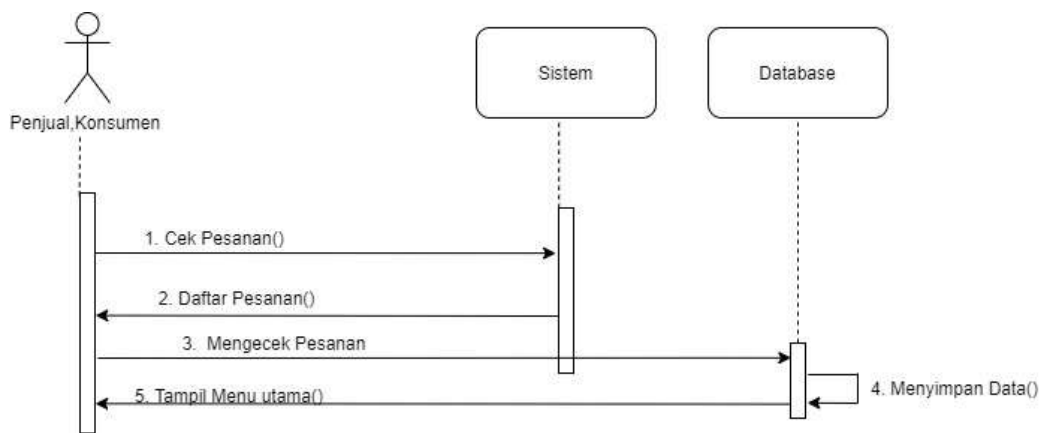 Sistem
Database
Penjual,Konsumen
1. Cek Pesanan()
2. Daftar Pesanan()
3. Mengecek Pesanan
4. Menyimpan Data()
5. Tampil Menu utama()